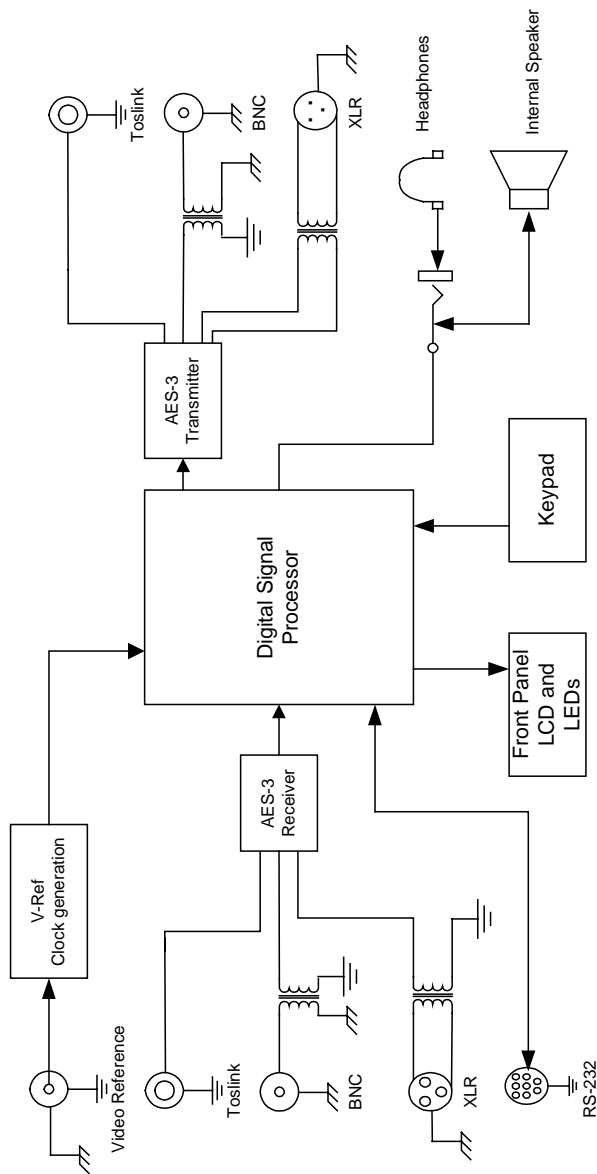 Video Reference
V-Ref
Clock generation
Toslink
BNC
XLR
RS-232
AES-3
Receiver
Digital Signal
Processor
Front Panel
LCD and
LEDs
Keypad
AES-3
Transmitter
Toslink
BNC
XLR
Headphones
Internal Speaker